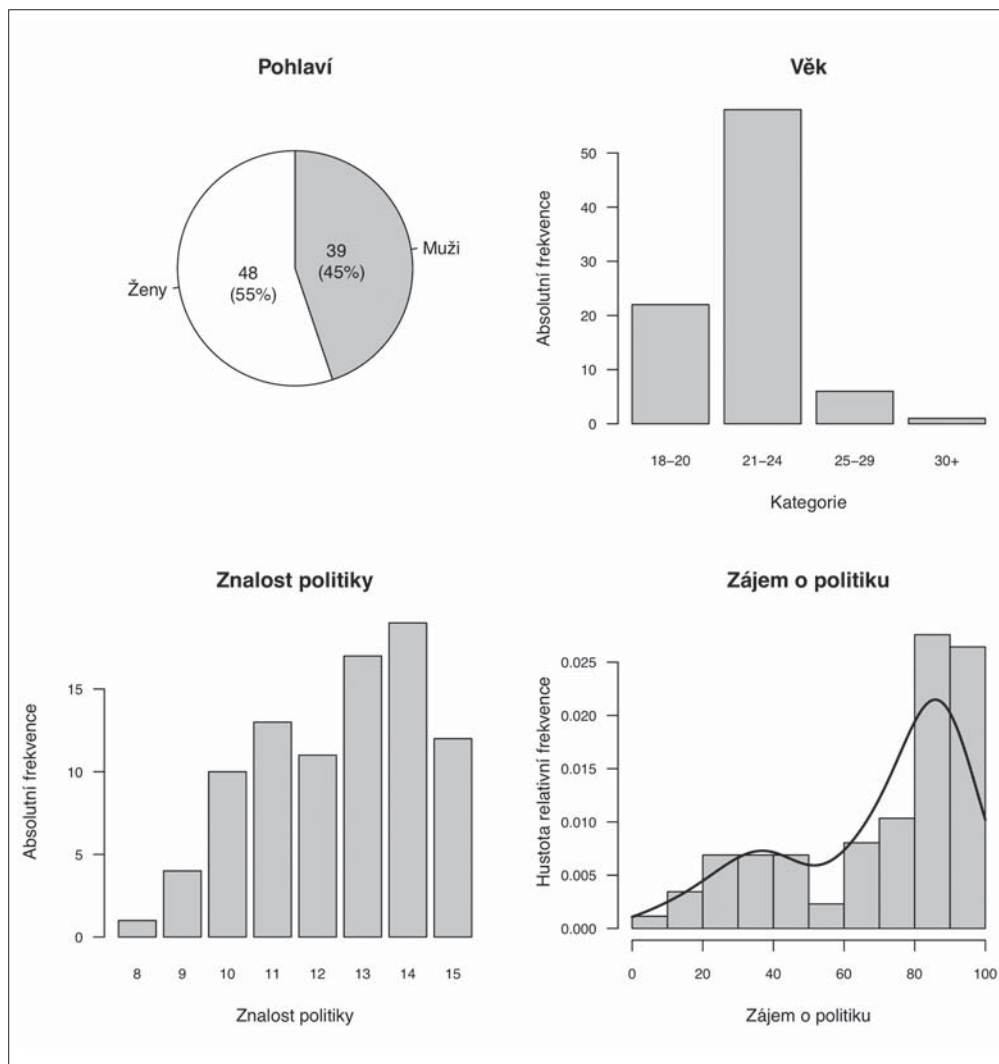 Pohlaví
Muži
39
(45%)
48
(55%)
Ženy
Věk
Absolutní frekvence
50
40
30
20
10
0
18–20 21–24 25–29 30+
Kategorie
Znalost politiky
Absolutní frekvence
15
10
5
0
8 9 10 11 12 13 14 15
Znalost politiky
Zájem o politiku
Hustota relativní frekvence
0.025
0.020
0.015
0.010
0.005
0.000
0 20 40 60 80 100
Zájem o politiku